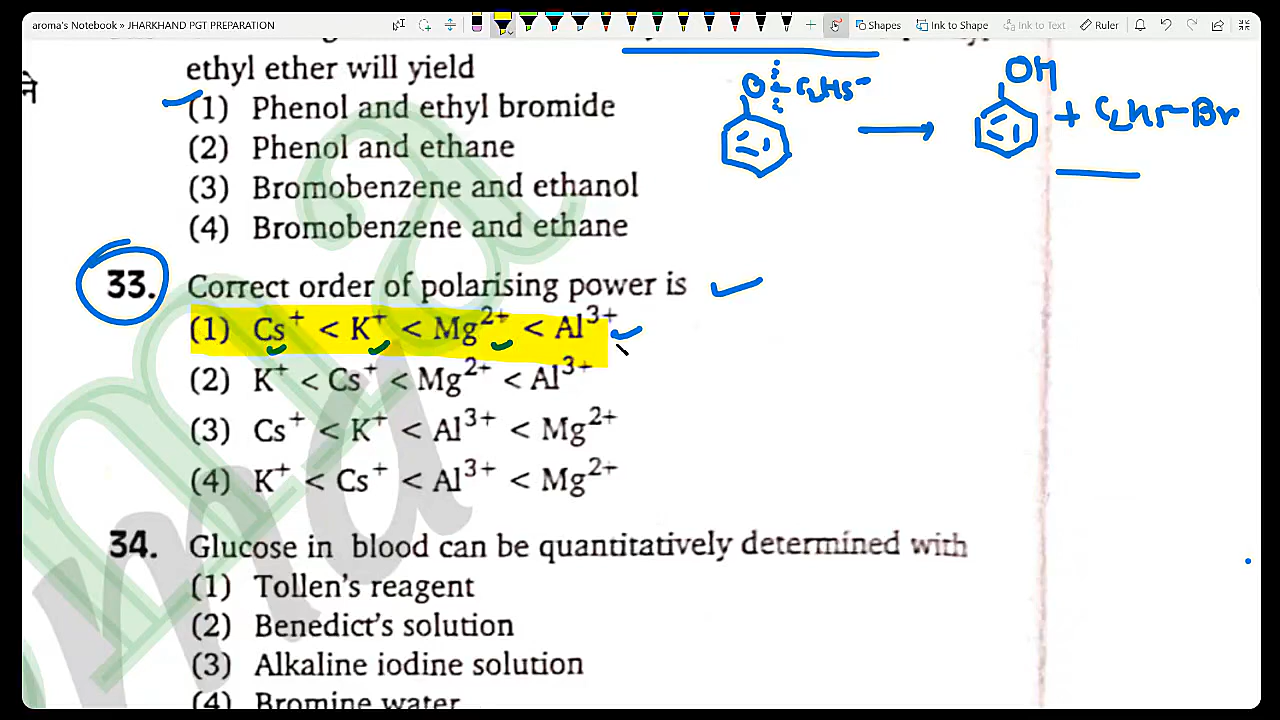 aroma's Notebook » JHARKHAND PGT PREPARATION
Shapes Ink to Shape Ink to Text Ruler
ethyl ether will yield
(1) Phenol and ethyl bromide
(2) Phenol and ethane
(3) Bromobenzene and ethanol
(4) Bromobenzene and ethane
O C₂H₅
OH + C₂H₅-Br
33. Correct order of polarising power is
(1) Cs⁺ < K⁺ < Mg²⁺ < Al³⁺
(2) K⁺ < Cs⁺ < Mg²⁺ < Al³⁺
(3) Cs⁺ < K⁺ < Al³⁺ < Mg²⁺
(4) K⁺ < Cs⁺ < Al³⁺ < Mg²⁺
34. Glucose in blood can be quantitatively determined with
(1) Tollen's reagent
(2) Benedict's solution
(3) Alkaline iodine solution
(4) Bromine water